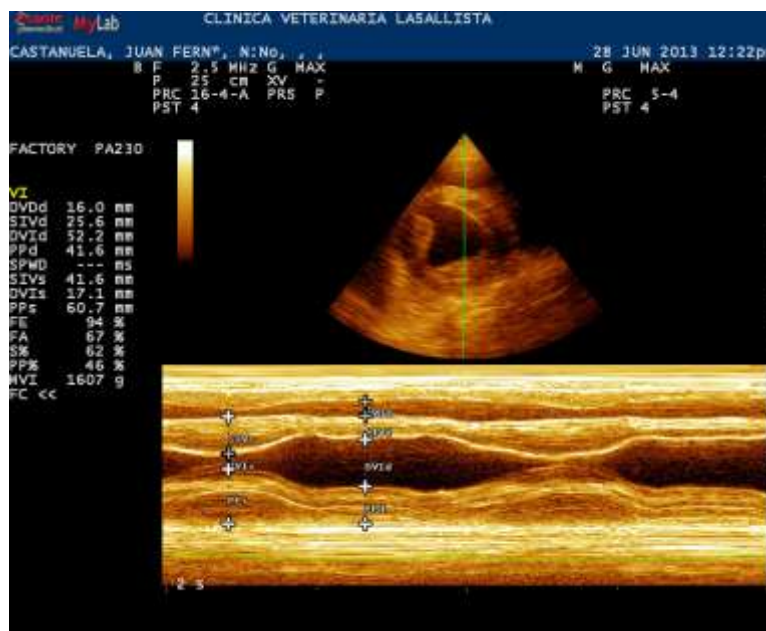 MyLab CLINICA VETERINARIA LASALLISTA
CASTANUELA, JUAN FERNº, N:No, , , 28 JUN 2013 12:22p
B F 2.5 MHz G MAX M G MAX
P 25 cm XV -
PRC 16-4-A PRS P PRC 5-4
PST 4 PST 4
FACTORY PA230
VI
DVDd 16.0 mm
SIVd 25.6 mm
DVId 52.2 mm
PPd 41.6 mm
SPWD --- ms
SIVs 41.6 mm
DVIs 17.1 mm
PPs 60.7 mm
FE 94 %
FA 67 %
S% 62 %
PP% 46 %
MVI 1607 g
FC <<
DVId
2 s